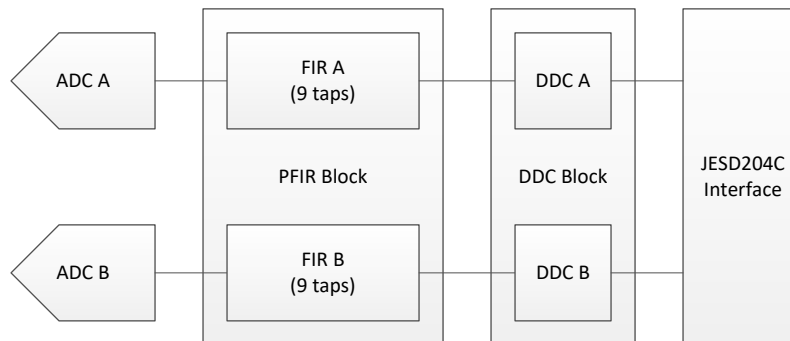 ADC A
FIR A
(9 taps)
DDC A
PFIR Block
DDC Block
JESD204C
Interface
ADC B
FIR B
(9 taps)
DDC B